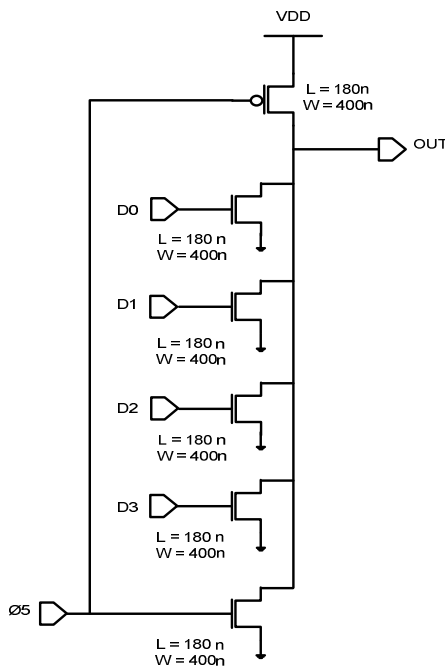 VDD
L = 180n
W = 400n
OUT
D0
L = 180 n
W = 400n
D1
L = 180 n
W = 400n
D2
L = 180 n
W = 400n
D3
L = 180 n
W = 400n
Ø5
L = 180 n
W = 400n